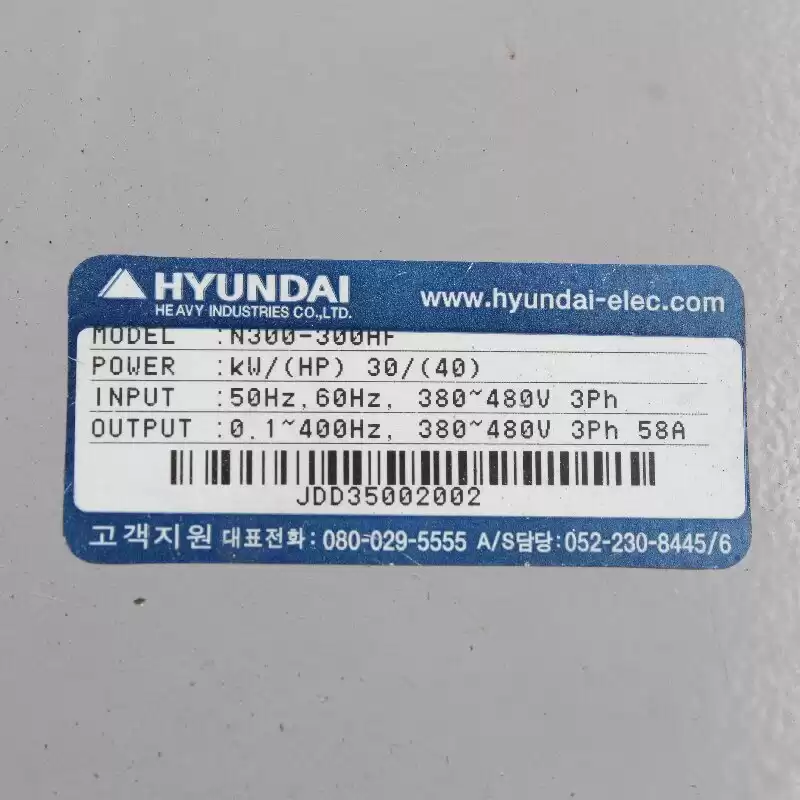 HYUNDAI
HEAVY INDUSTRIES CO.,LTD.
www.hyundai-elec.com
MODEL :N300-300HF
POWER :kW/(HP) 30/(40)
INPUT :50Hz,60Hz, 380~480V 3Ph
OUTPUT :0.1~400Hz, 380~480V 3Ph 58A
JDD35002002
고객지원 대표전화: 080-029-5555 A/S담당:052-230-8445/6